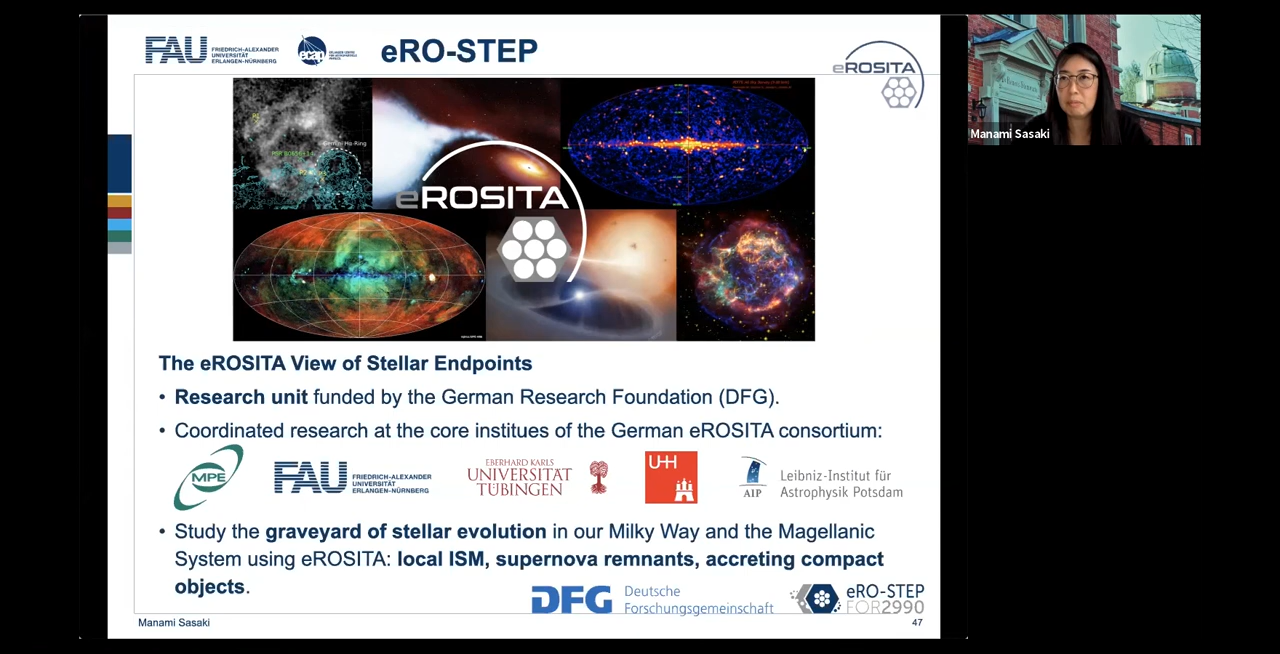 FAU FRIEDRICH-ALEXANDER
UNIVERSITÄT
ERLANGEN-NÜRNBERG
ecap
eRO-STEP
eROSITA
Manami Sasaki
eROSITA
The eROSITA View of Stellar Endpoints
• Research unit funded by the German Research Foundation (DFG).
• Coordinated research at the core institues of the German eROSITA consortium:
MPE
FAU FRIEDRICH-ALEXANDER
UNIVERSITÄT
ERLANGEN-NÜRNBERG
EBERHARD KARLS
UNIVERSITÄT
TÜBINGEN
UH
AIP
Leibniz-Institut für
Astrophysik Potsdam
• Study the graveyard of stellar evolution in our Milky Way and the Magellanic
System using eROSITA: local ISM, supernova remnants, accreting compact
objects.
DFG Deutsche
Forschungsgemeinschaft
eRO-STEP
FOR2990
Manami Sasaki
47